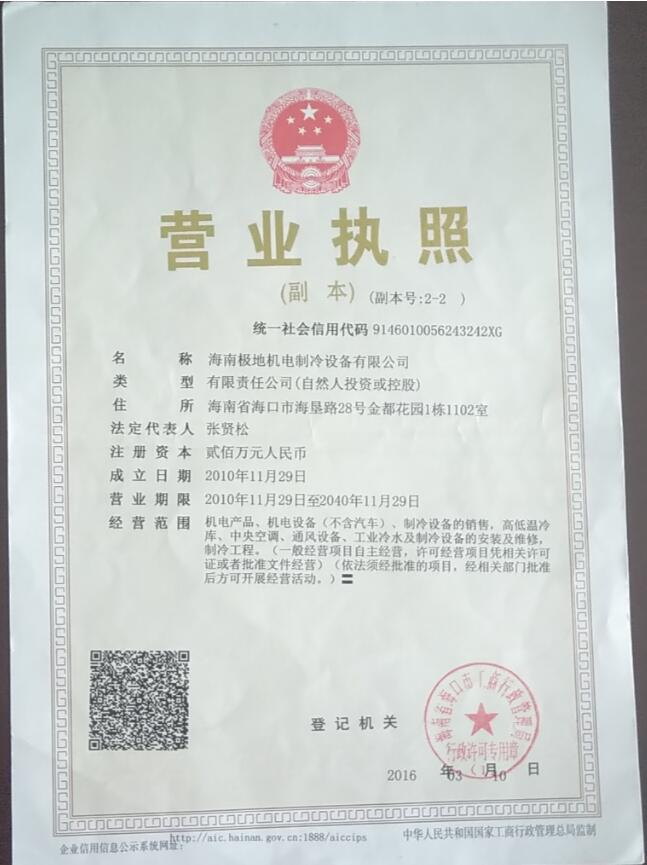 营业执照
(副 本) (副本号:2-2 )
统一社会信用代码 9146010056243242XG
名 称 海南极地机电制冷设备有限公司
类 型 有限责任公司(自然人投资或控股)
住 所 海南省海口市海垦路28号金都花园1栋1102室
法定代表人 张贤松
注册资本 贰佰万元人民币
成立日期 2010年11月29日
营业期限 2010年11月29日至2040年11月29日
经营范围 机电产品、机电设备（不含汽车）、制冷设备的销售，高低温冷
库、中央空调、通风设备、工业冷水及制冷设备的安装及维修，
制冷工程。（一般经营项目自主经营，许可经营项目凭相关许可
证或者批准文件经营）（依法须经批准的项目，经相关部门批准
后方可开展经营活动。）
登记机关
海南省海口市工商行政管理局
行政许可专用章
(1)
2016 年 03 月 10 日
企业信用信息公示系统网址: http://aic.hainan.gov.cn:1888/aiccips
中华人民共和国国家工商行政管理总局监制